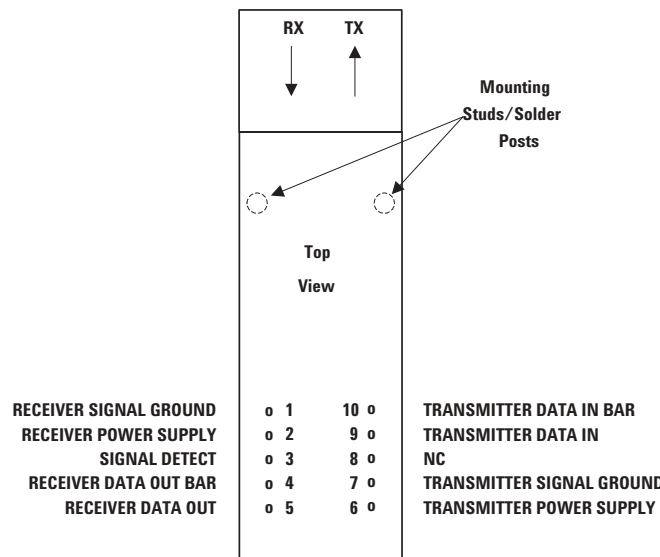 RX TX
Mounting
Studs/Solder
Posts
Top
View
RECEIVER SIGNAL GROUND o 1 10 o TRANSMITTER DATA IN BAR
RECEIVER POWER SUPPLY o 2 9 o TRANSMITTER DATA IN
SIGNAL DETECT o 3 8 o NC
RECEIVER DATA OUT BAR o 4 7 o TRANSMITTER SIGNAL GROUND
RECEIVER DATA OUT o 5 6 o TRANSMITTER POWER SUPPLY